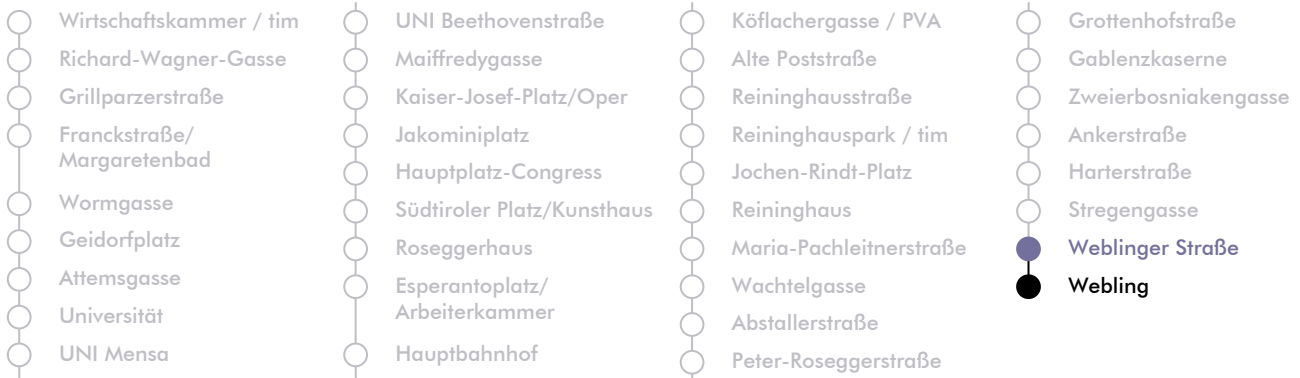 Wirtschaftskammer / tim
Richard-Wagner-Gasse
Grillparzerstraße
Franckstraße/
Margaretenbad
Wormgasse
Geidorfplatz
Attemsgasse
Universität
UNI Mensa
UNI Beethovenstraße
Maiffredygasse
Kaiser-Josef-Platz/Oper
Jakominiplatz
Hauptplatz-Congress
Südtiroler Platz/Kunsthaus
Roseggerhaus
Esperantoplatz/
Arbeiterkammer
Hauptbahnhof
Köflachergasse / PVA
Alte Poststraße
Reininghausstraße
Reininghauspark / tim
Jochen-Rindt-Platz
Reininghaus
Maria-Pachleitnerstraße
Wachtelgasse
Abstallerstraße
Peter-Roseggerstraße
Grottenhofstraße
Gablenzkaserne
Zweierbosniakengasse
Ankerstraße
Harterstraße
Stregengasse
Weblinger Straße
Webling